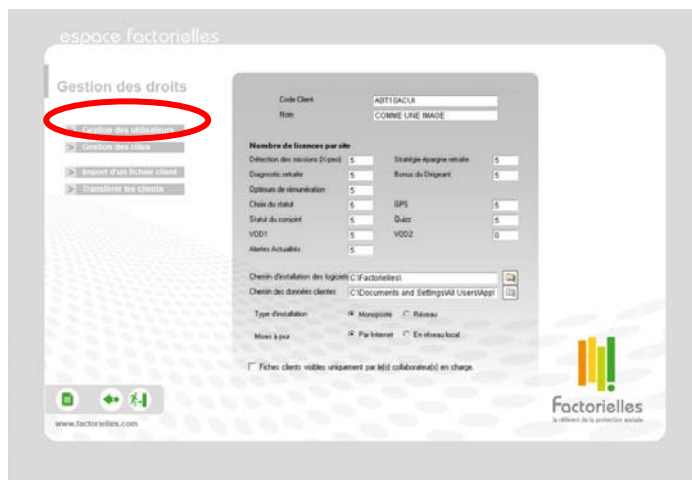 espace factorielles
Gestion des droits
> Gestion des utilisateurs
> Gestion des rôles
> Import d'un fichier client
> Transférer les clients
Code Client ABT10ACUI
Nom COMME UNE IMAGE
Nombre de licences par site
Détection des missions (X-pec) 5 Stratégie épargne retraite 5
Diagnostic retraite 5 Bonus du Dirigeant 5
Optimum de rémunération 5
Choix du statut 5 GPS 5
Statut du conjoint 5 Quizz 5
VOD1 5 VOD2 0
Alertes Actualités 5
Chemin d'installation des logiciels C:\Factorielles\
Chemin des données clientes C:\Documents and Settings\All Users\Appl
Type d'installation Monoposte Réseau
Mises à jour Par Internet En réseau local
Fiches clients visibles uniquement par le(s) collaborateur(s) en charge.
Factorielles
le référent de la protection sociale
www.factorielles.com